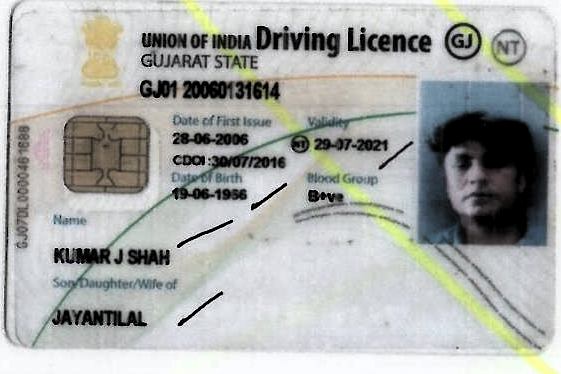 UNION OF INDIA Driving Licence GJ NT
GUJARAT STATE
GJ01 20060131614
Date of First Issue Validity
28-06-2006 NT 29-07-2021
CDOI :30/07/2016
Date of Birth Blood Group
19-06-1966 B+ve
Name
KUMAR J SHAH
Son/Daughter/Wife of
JAYANTILAL